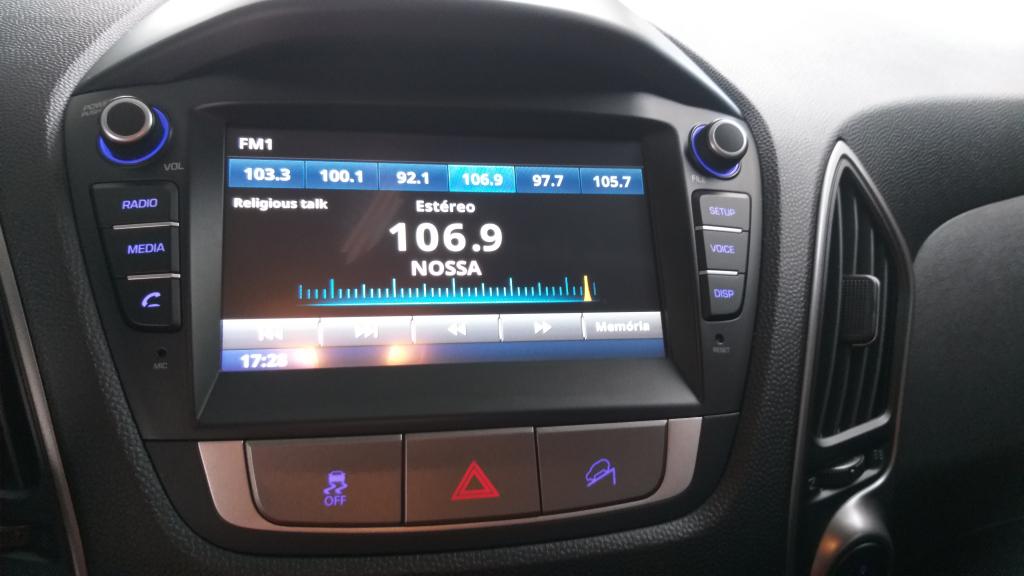 POWER
VOL
RADIO
MEDIA
MIC
FM1
103.3 100.1 92.1 106.9 97.7 105.7
Religious talk
Estéreo
106.9
NOSSA
Memória
17:28
SETUP
VOICE
DISP
RESET
OFF